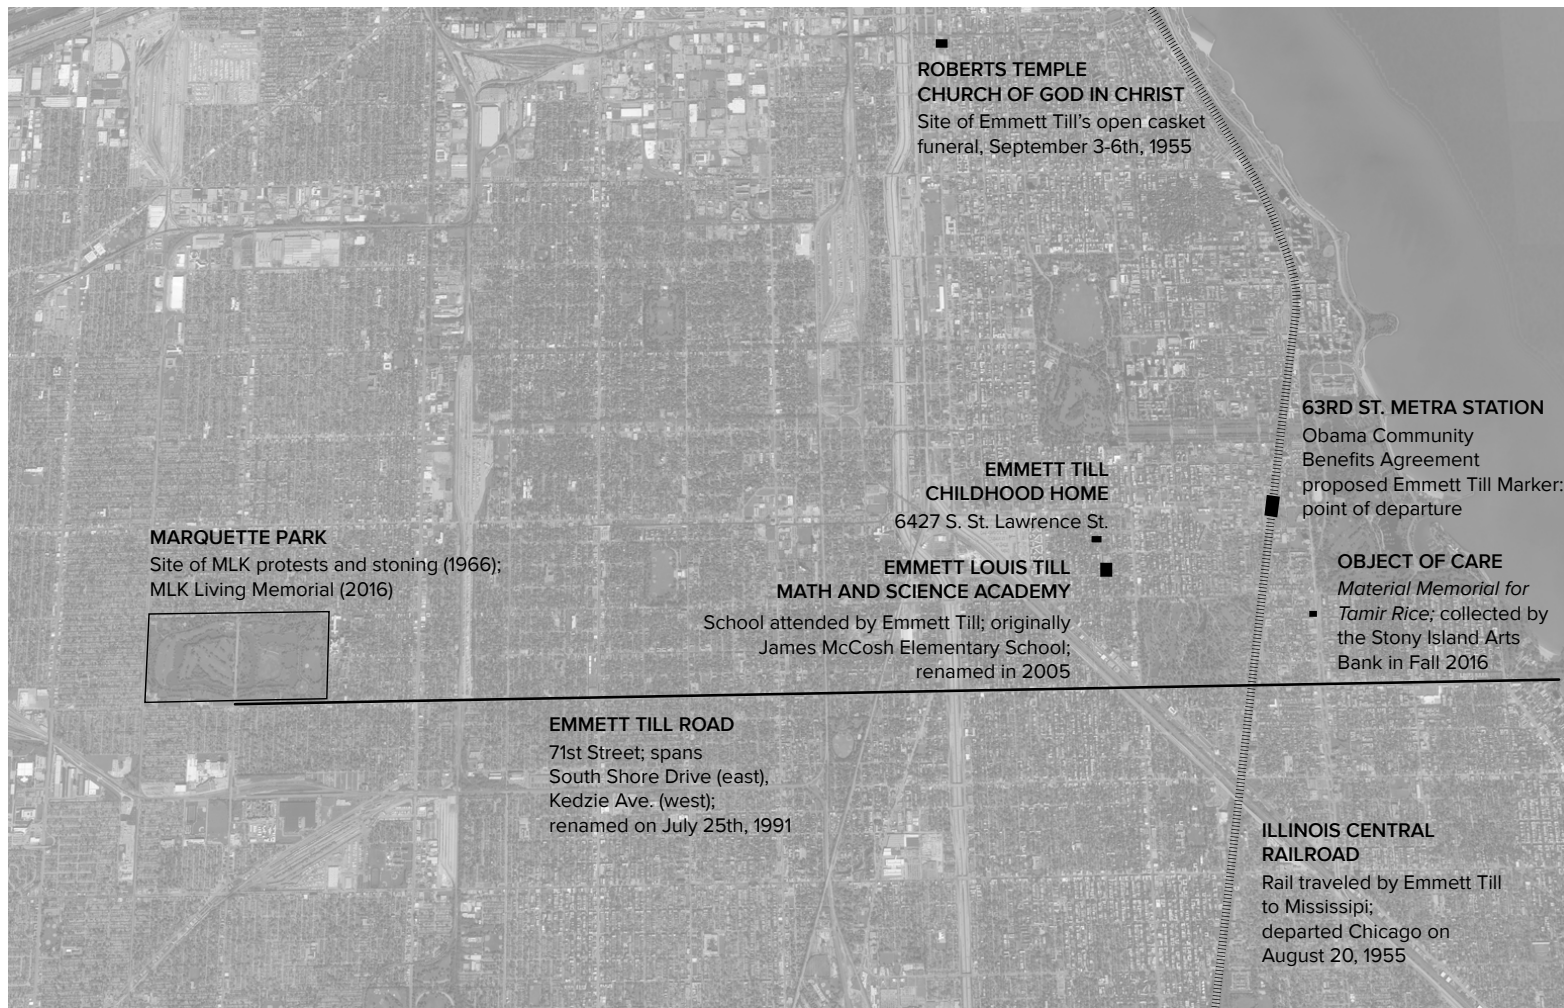 ROBERTS TEMPLE
CHURCH OF GOD IN CHRIST
Site of Emmett Till's open casket
funeral, September 3-6th, 1955
63RD ST. METRA STATION
Obama Community
Benefits Agreement
proposed Emmett Till Marker:
point of departure
EMMETT TILL
CHILDHOOD HOME
6427 S. St. Lawrence St.
MARQUETTE PARK
Site of MLK protests and stoning (1966);
MLK Living Memorial (2016)
EMMETT LOUIS TILL
MATH AND SCIENCE ACADEMY
School attended by Emmett Till; originally
James McCosh Elementary School;
renamed in 2005
OBJECT OF CARE
Material Memorial for
Tamir Rice; collected by
the Stony Island Arts
Bank in Fall 2016
EMMETT TILL ROAD
71st Street; spans
South Shore Drive (east),
Kedzie Ave. (west);
renamed on July 25th, 1991
ILLINOIS CENTRAL
RAILROAD
Rail traveled by Emmett Till
to Mississipi;
departed Chicago on
August 20, 1955